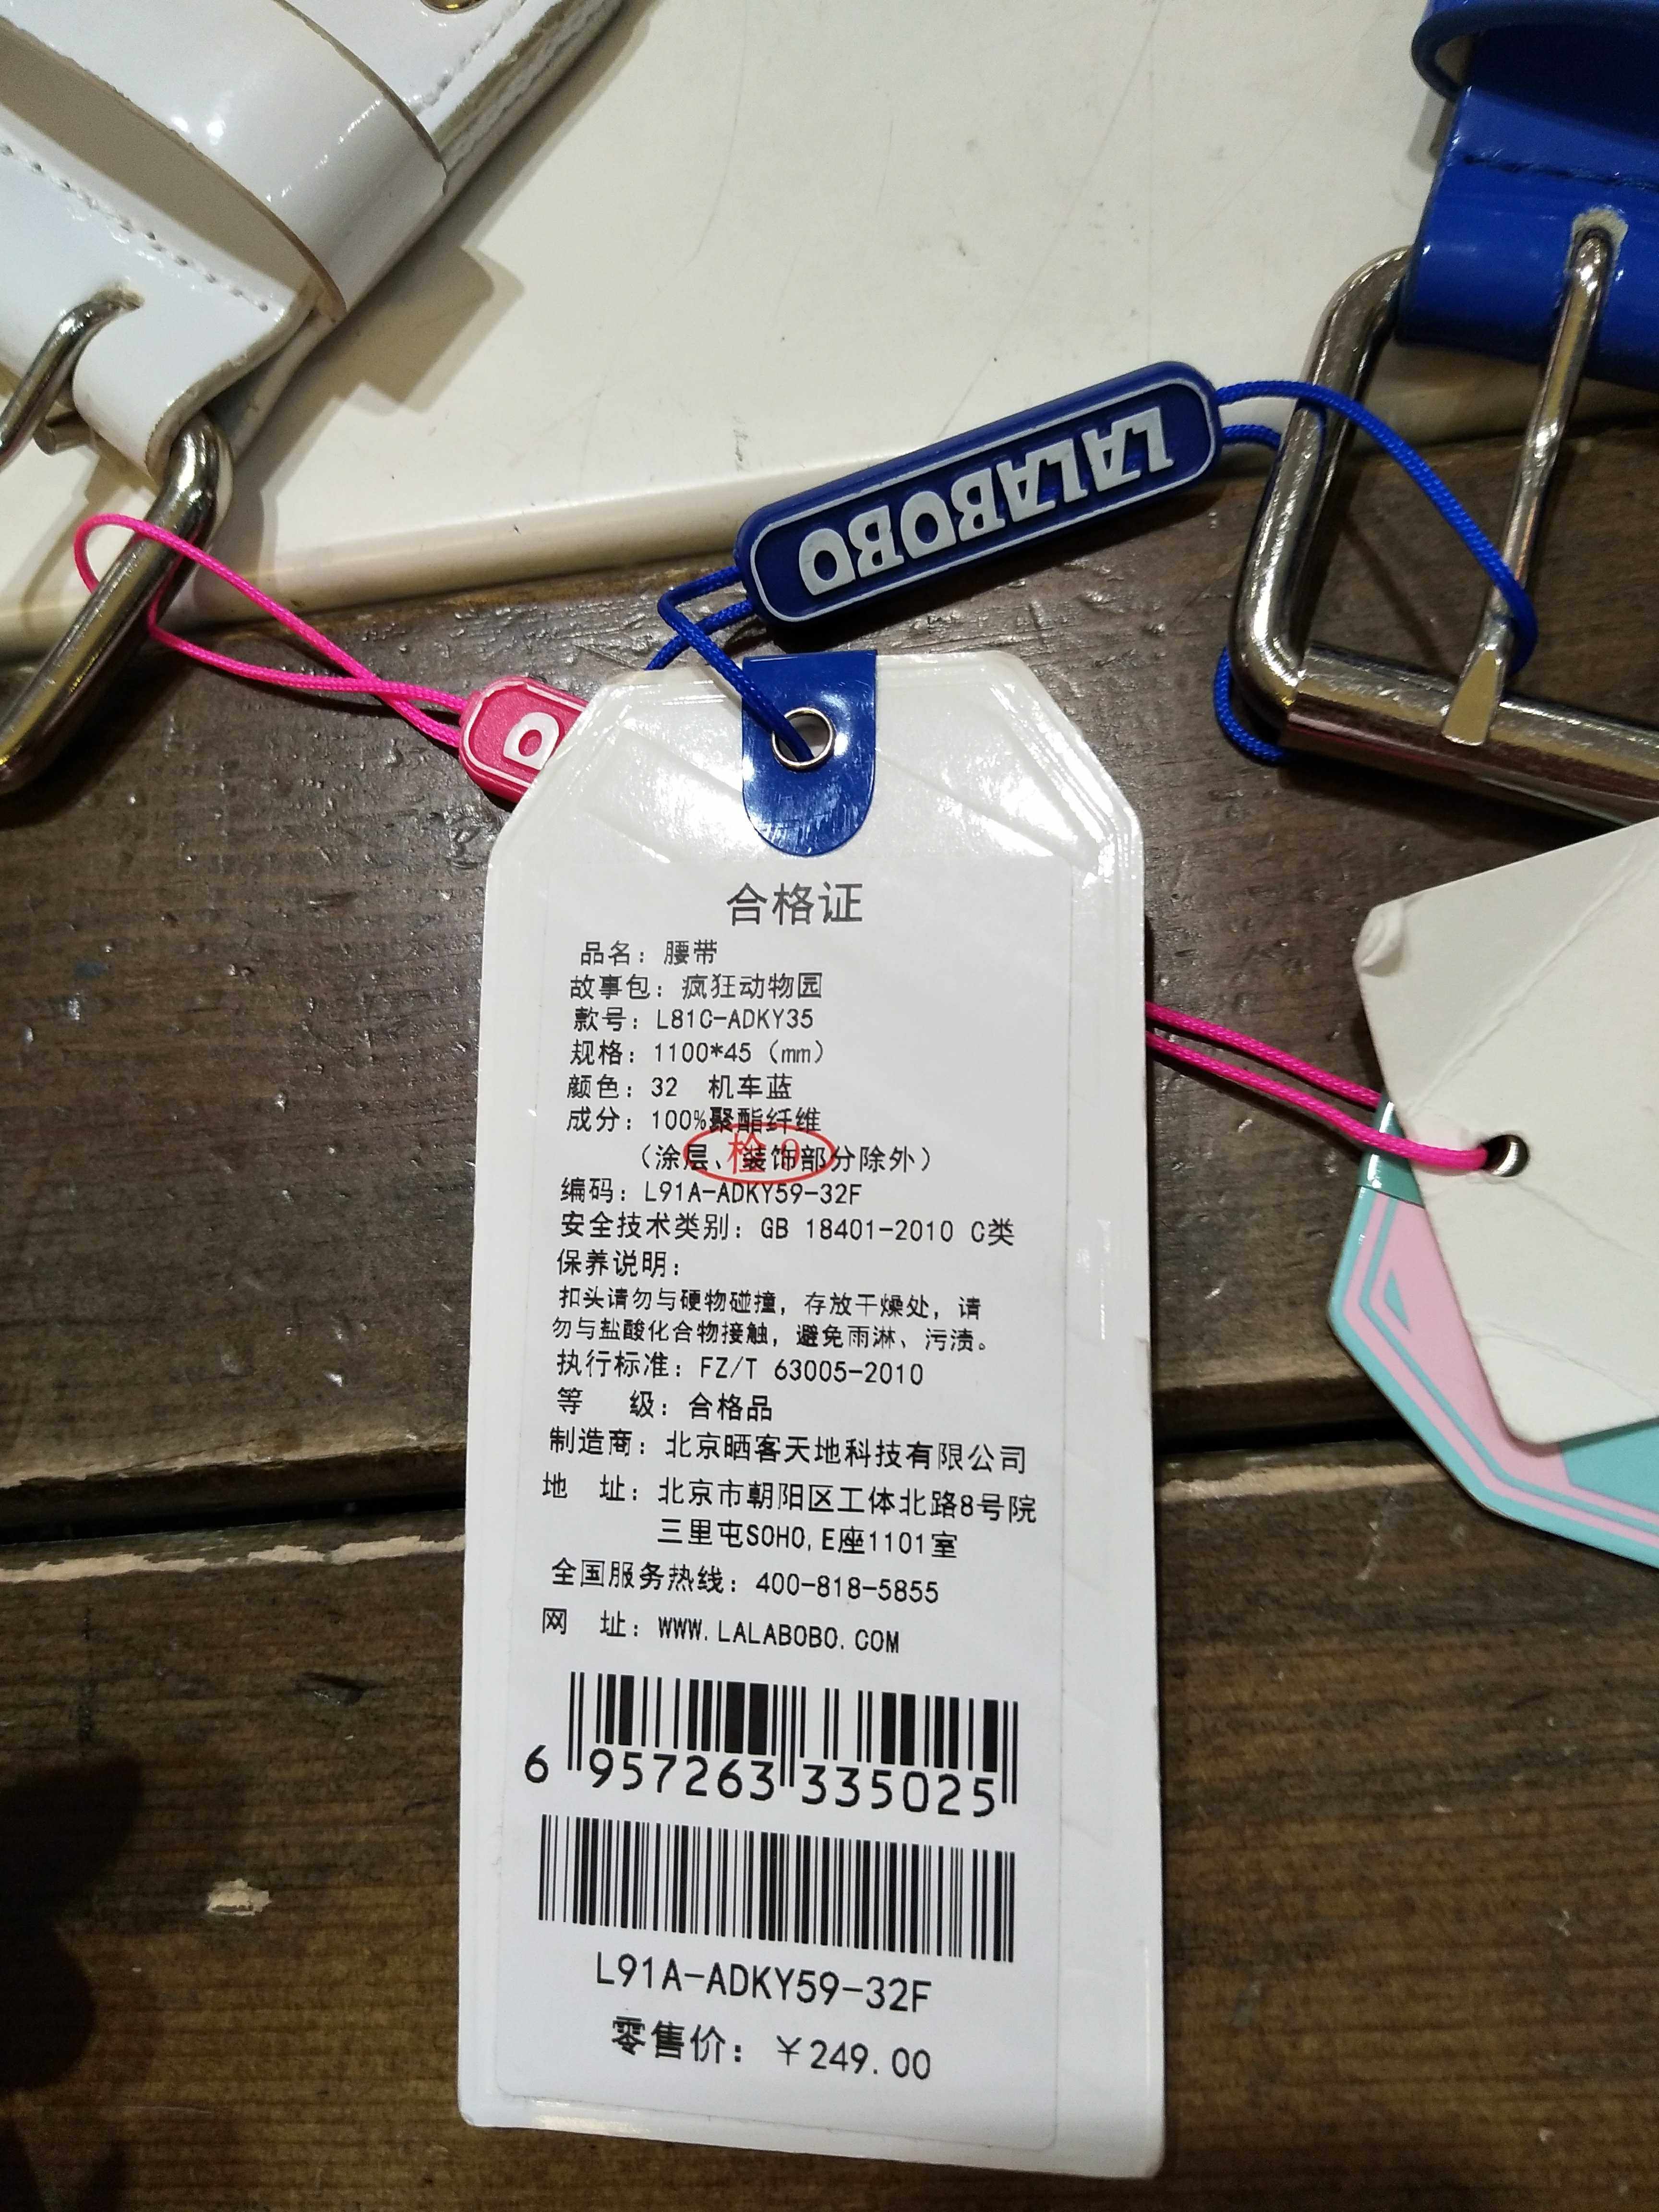 LALABOBO
O
合格证
品名：腰带
故事包：疯狂动物园
款号：L81C-ADKY35
规格：1100*45（mm）
颜色：32 机车蓝
成分：100%聚酯纤维
（涂层、装饰部分除外）
检 9
编码：L91A-ADKY59-32F
安全技术类别：GB 18401-2010 C类
保养说明：
扣头请勿与硬物碰撞，存放干燥处，请
勿与盐酸化合物接触，避免雨淋、污渍。
执行标准：FZ/T 63005-2010
等 级：合格品
制造商：北京晒客天地科技有限公司
地 址：北京市朝阳区工体北路8号院
三里屯SOHO,E座1101室
全国服务热线：400-818-5855
网 址：WWW.LALABOBO.COM
6 957263 335025
L91A-ADKY59-32F
零售价：￥249.00